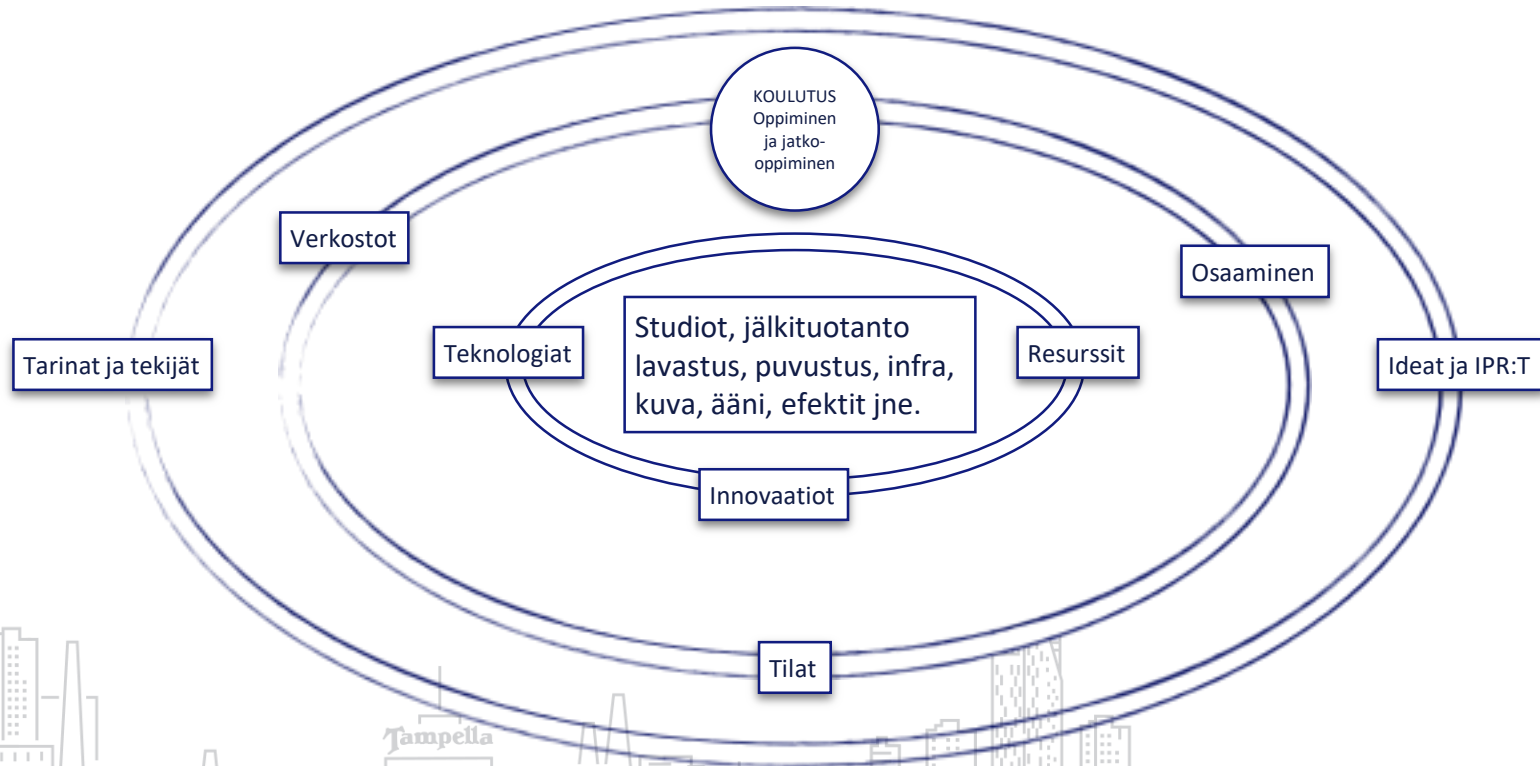 KOULUTUS
Oppiminen
ja jatko-
oppiminen
Verkostot
Osaaminen
Tarinat ja tekijät
Teknologiat
Studiot, jälkituotanto
lavastus, puvustus, infra,
kuva, ääni, efektit jne.
Resurssit
Ideat ja IPR:T
Innovaatiot
Tilat
Tampella